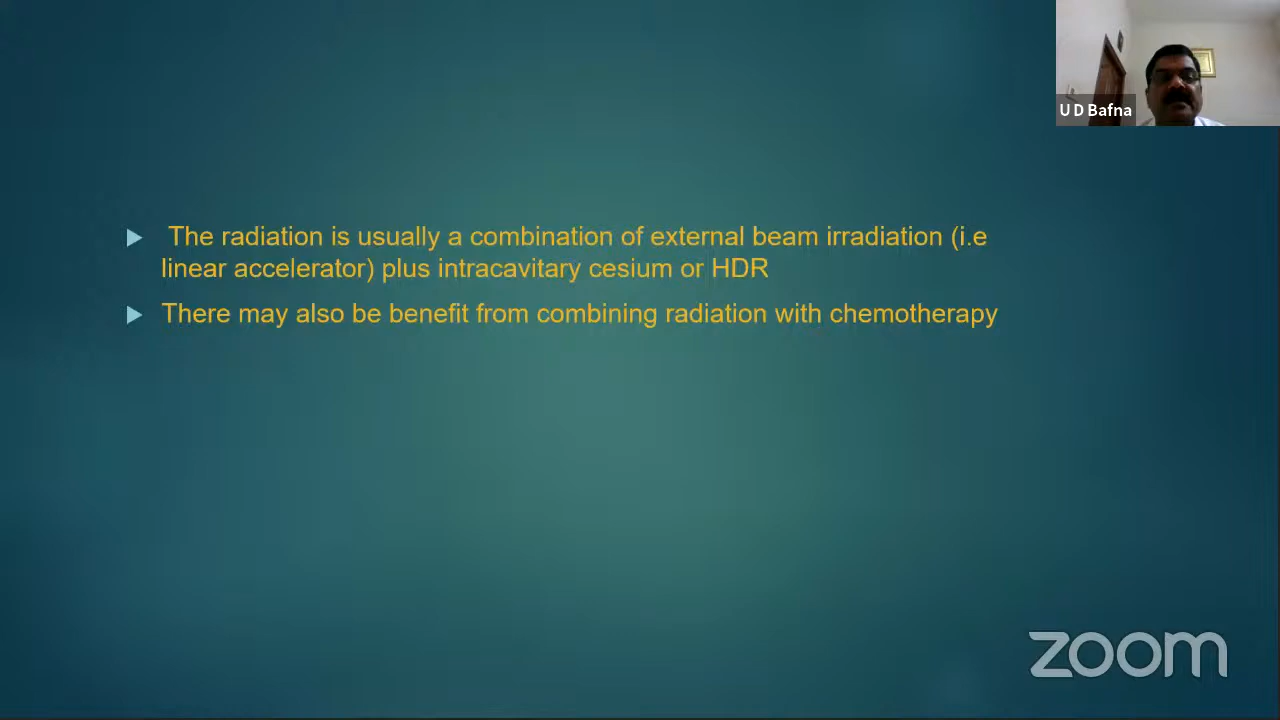 U D Bafna
The radiation is usually a combination of external beam irradiation (i.e
linear accelerator) plus intracavitary cesium or HDR
There may also be benefit from combining radiation with chemotherapy
zoom